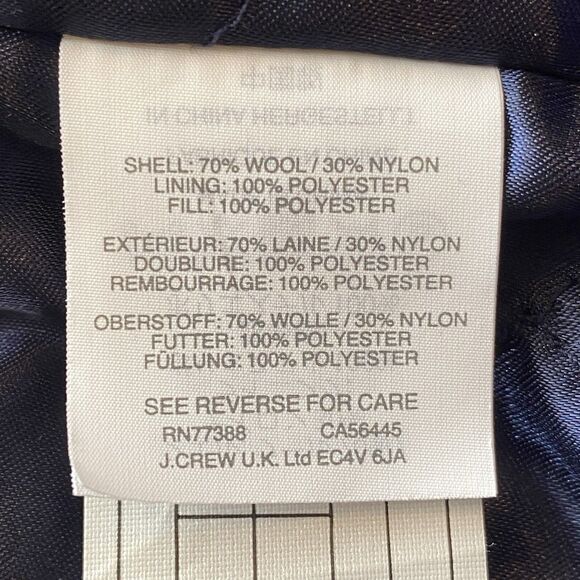 SHELL: 70% WOOL / 30% NYLON
LINING: 100% POLYESTER
FILL: 100% POLYESTER
EXTÉRIEUR: 70% LAINE / 30% NYLON
DOUBLURE: 100% POLYESTER
REMBOURRAGE: 100% POLYESTER
OBERSTOFF: 70% WOLLE / 30% NYLON
FUTTER: 100% POLYESTER
FÜLLUNG: 100% POLYESTER
SEE REVERSE FOR CARE
RN77388 CA56445
J.CREW U.K. Ltd EC4V 6JA